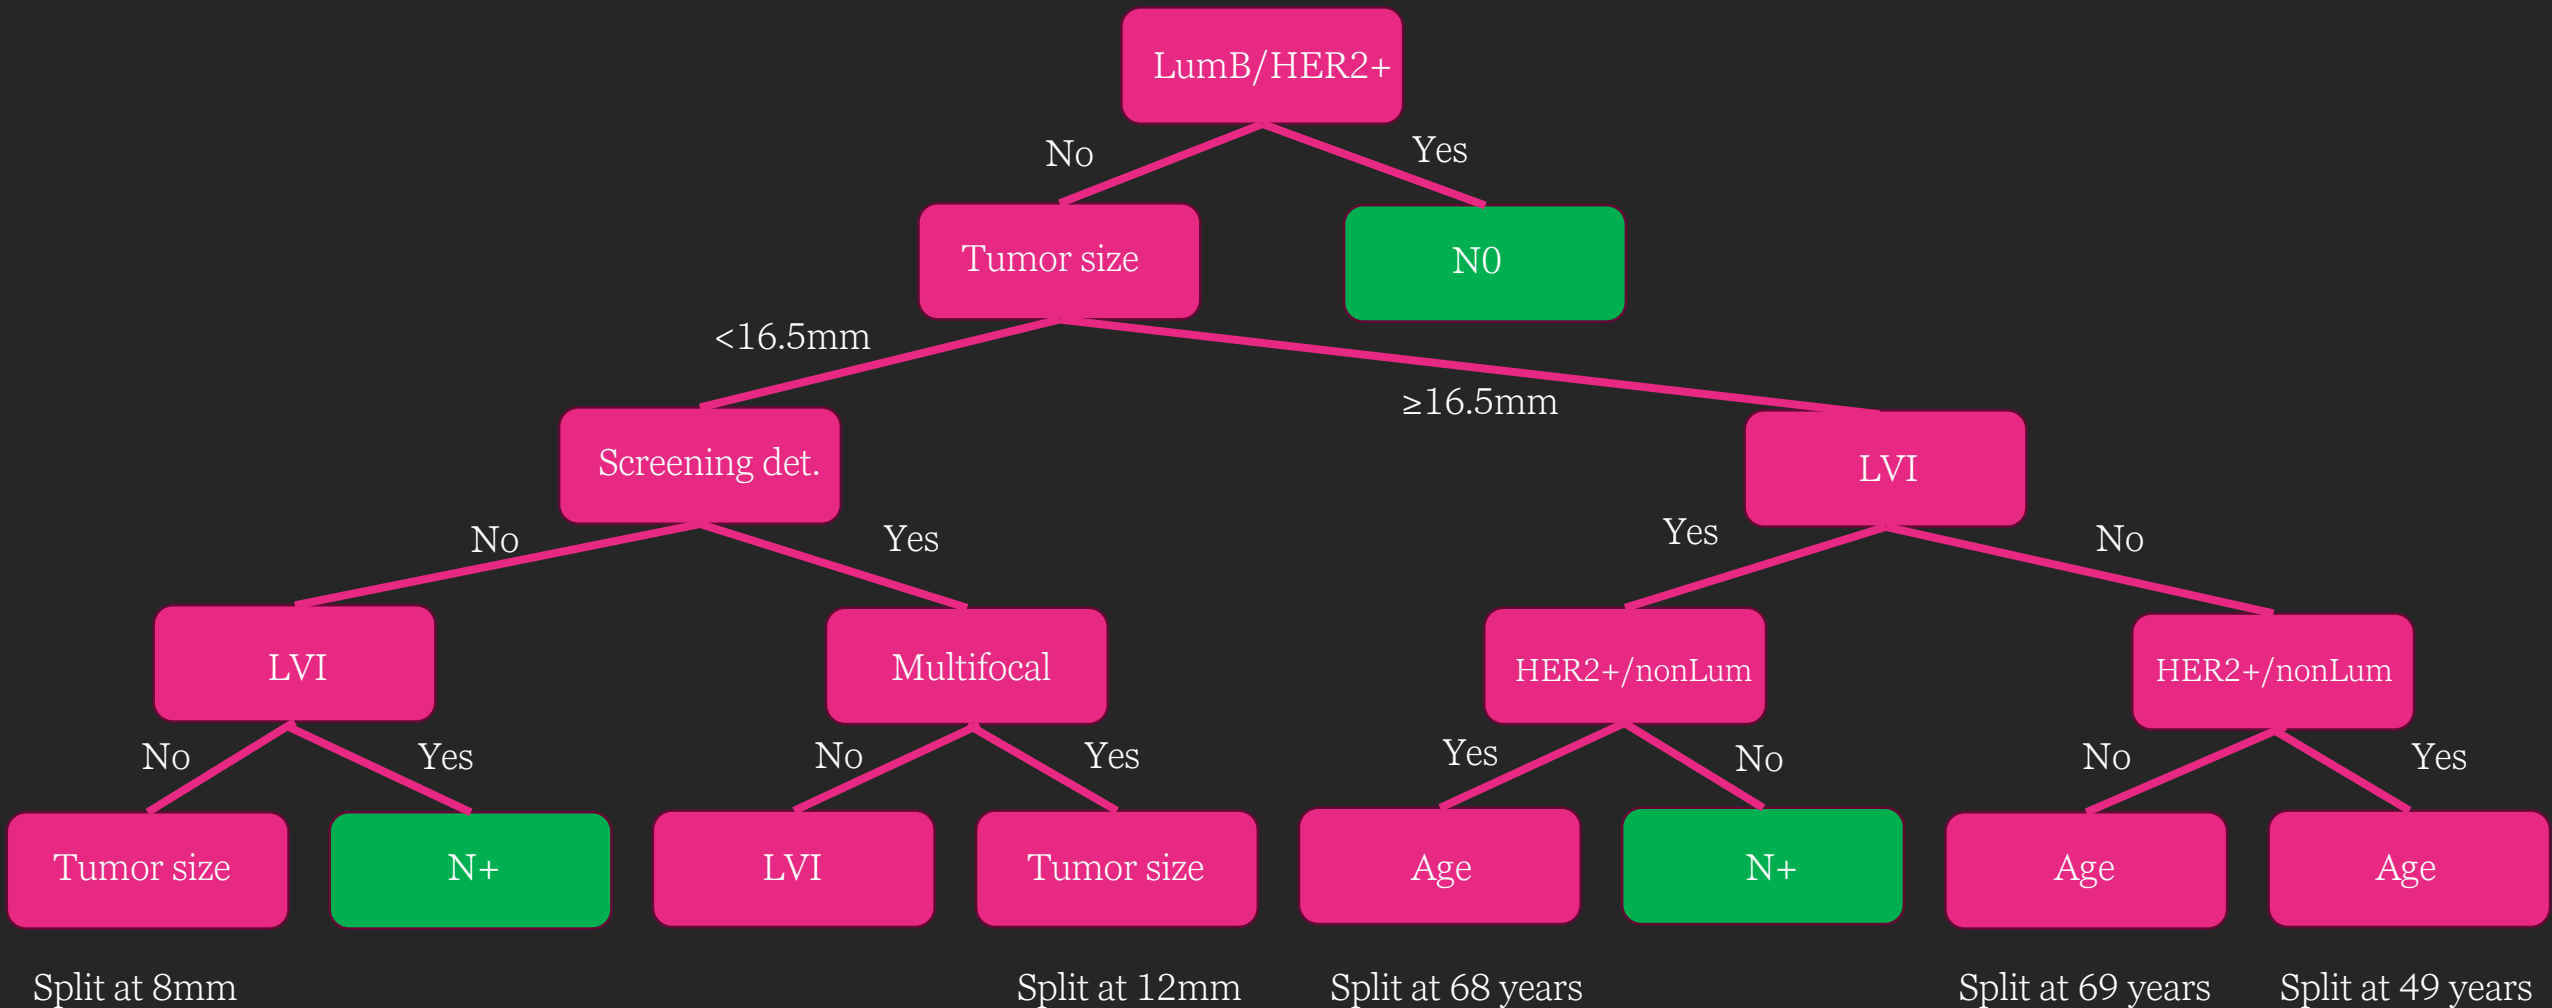 LumB/HER2+
No
Yes
Tumor size
N0
<16.5mm
≥16.5mm
Screening det.
LVI
No
Yes
Yes
No
LVI
Multifocal
HER2+/nonLum
HER2+/nonLum
No
Yes
No
Yes
Yes
No
No
Yes
Tumor size
N+
LVI
Tumor size
Age
N+
Age
Age
Split at 8mm
Split at 12mm
Split at 68 years
Split at 69 years
Split at 49 years